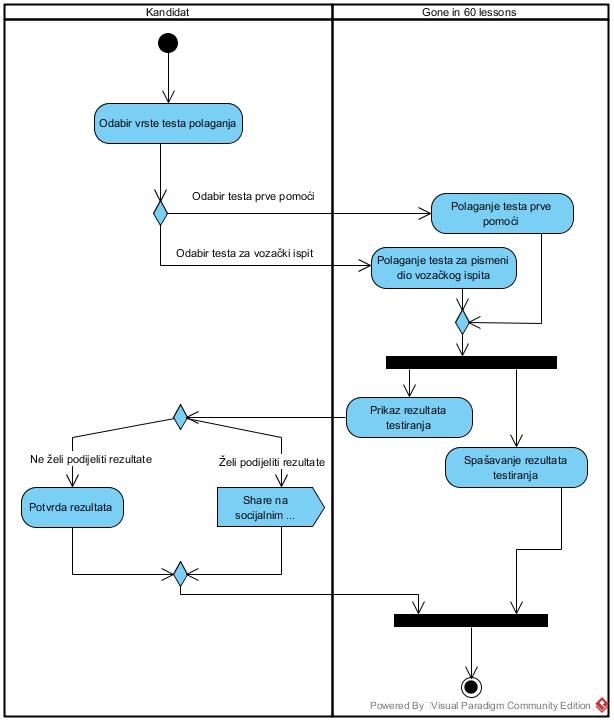 Kandidat
Gone in 60 lessons
Odabir vrste testa polaganja
Odabir testa prve pomoći
Polaganje testa prve
pomoći
Odabir testa za vozački ispit
Polaganje testa za pismeni
dio vozačkog ispita
Prikaz rezultata
testiranja
Ne želi podijeliti rezultate
Želi podijeliti rezultate
Spašavanje rezultata
testiranja
Potvrda rezultata
Share na
socijalnim ...
Powered By Visual Paradigm Community Edition